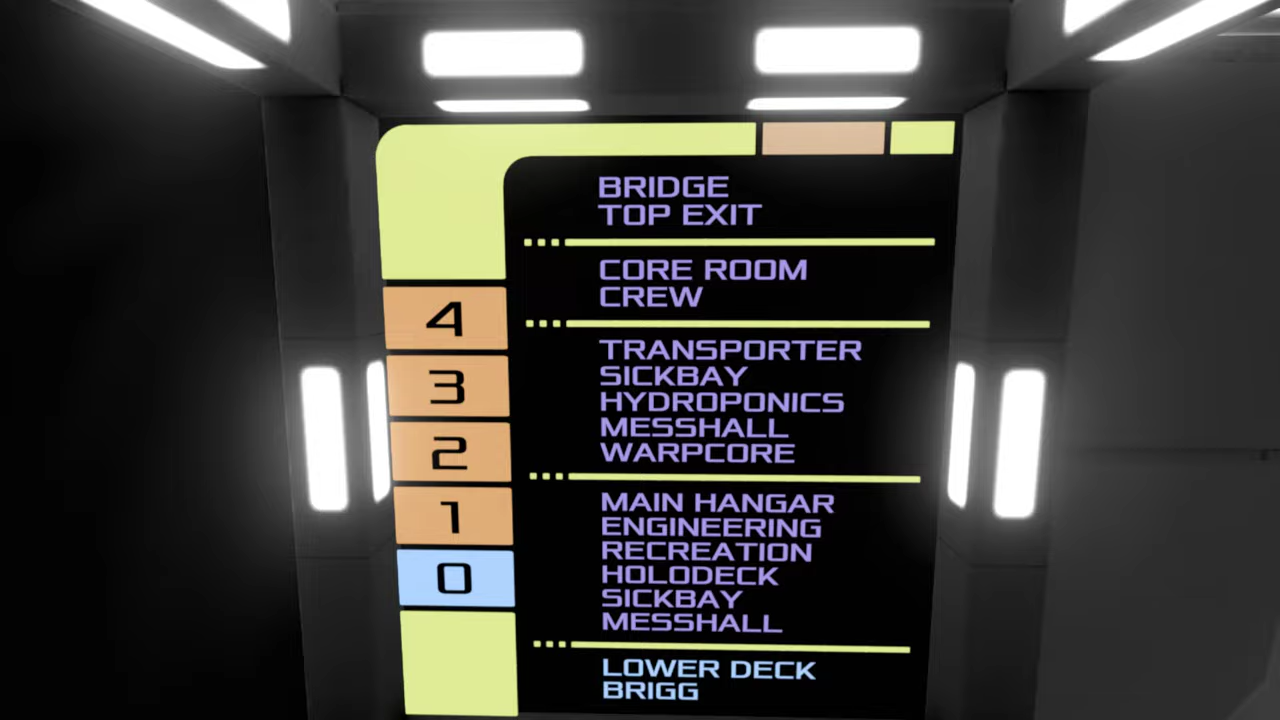 BRIDGE
TOP EXIT
CORE ROOM
CREW
4
TRANSPORTER
3
SICKBAY
HYDROPONICS
MESSHALL
2
WARPCORE
1
MAIN HANGAR
ENGINEERING
RECREATION
0
HOLODECK
SICKBAY
MESSHALL
LOWER DECK
BRIGG